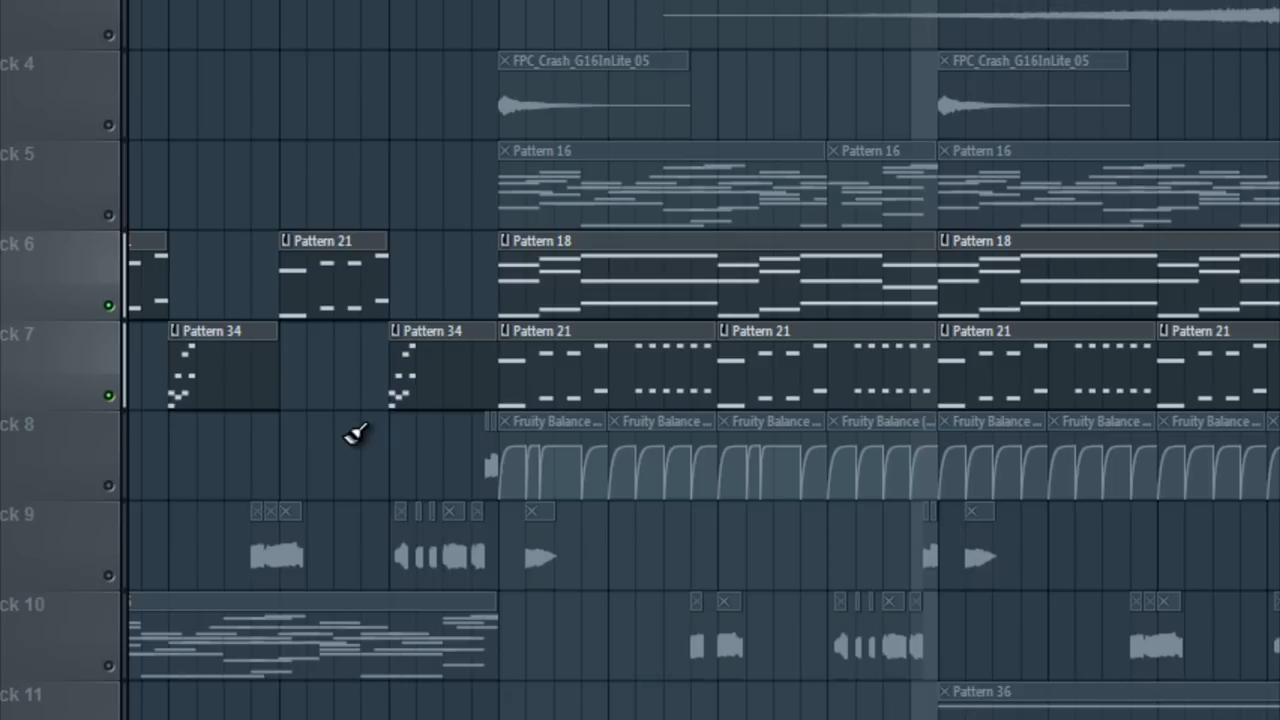 ck 4
FPC_Crash_G16InLite_05
FPC_Crash_G16InLite_05
ck 5
Pattern 16
Pattern 16
Pattern 16
ck 6
Pattern 21
Pattern 18
Pattern 18
ck 7
Pattern 34
Pattern 34
Pattern 21
Pattern 21
Pattern 21
Pattern 21
ck 8
Fruity Balance ...
Fruity Balance ...
Fruity Balance ...
Fruity Balance (...
Fruity Balance ...
Fruity Balance ...
Fruity Balance ...
ck 9
ck 10
ck 11
Pattern 36